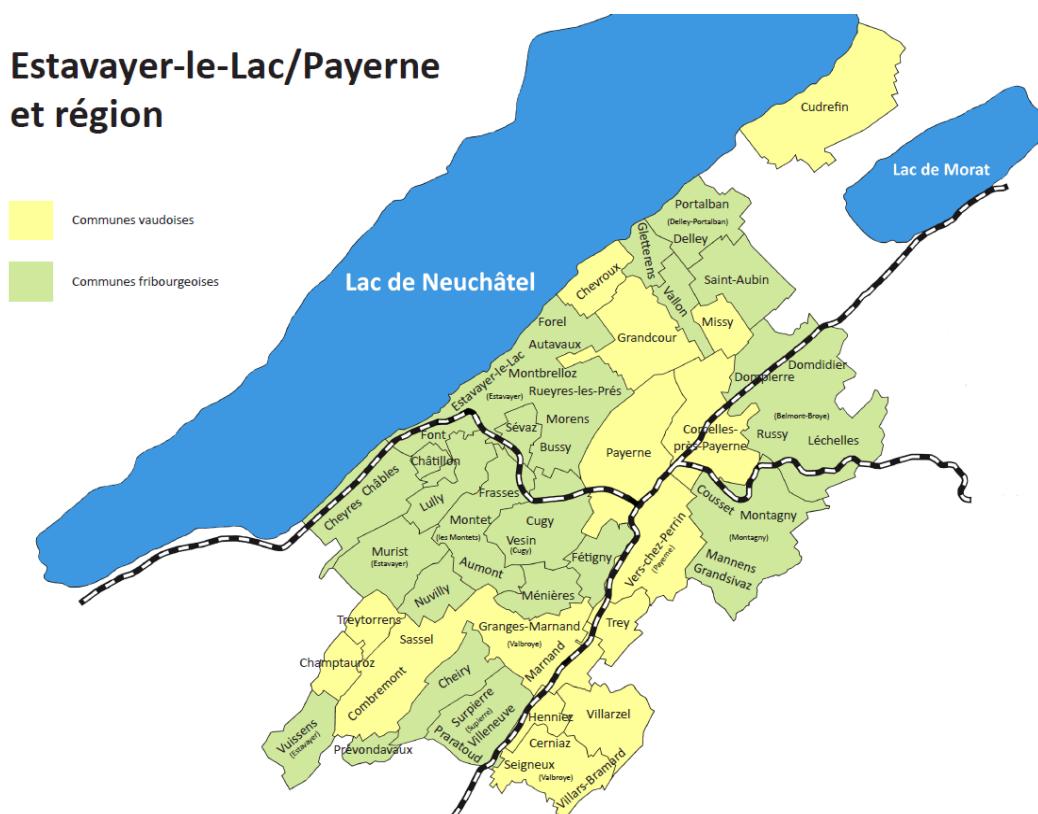 Estavayer-le-Lac/Payerne
et région
Communes vaudoises
Communes fribourgeoises
Lac de Neuchâtel
Lac de Morat
Cudrefin
Portalban
(Delley-Portalban)
Delley
Gletterens
Vallon
Saint-Aubin
Chevroux
Missy
Grandcour
Forel
Autavaux
Montbrelloz
Estavayer-le-Lac
(Estavayer)
Rueyres-les-Prés
Domdidier
Dompierre
(Belmont-Broye)
Russy
Léchelles
Morens
Sévaz
Bussy
Payerne
Corcelles-
près-Payerne
Font
Châtillon
Châbles
Cheyres
Lully
Frasses
Montet
(les Montets)
Cugy
Vesin
(Cugy)
Cousset
Montagny
(Montagny)
Mannens
Grandsivaz
Vers-chez-Perrin
(Payerne)
Murist
(Estavayer)
Aumont
Fétigny
Nuvilly
Ménières
Treytorrens
Sassel
Granges-Marnand
(Valbroye)
Marnand
Trey
Champtauroz
Combremont
Cheiry
Surpierre
(Supierre)
Villeneuve
Praratoud
Henniez
Villarzel
Vuissens
(Estavayer)
Prévondavaux
Cerniaz
Seigneux
(Valbroye)
Villars-Bramard